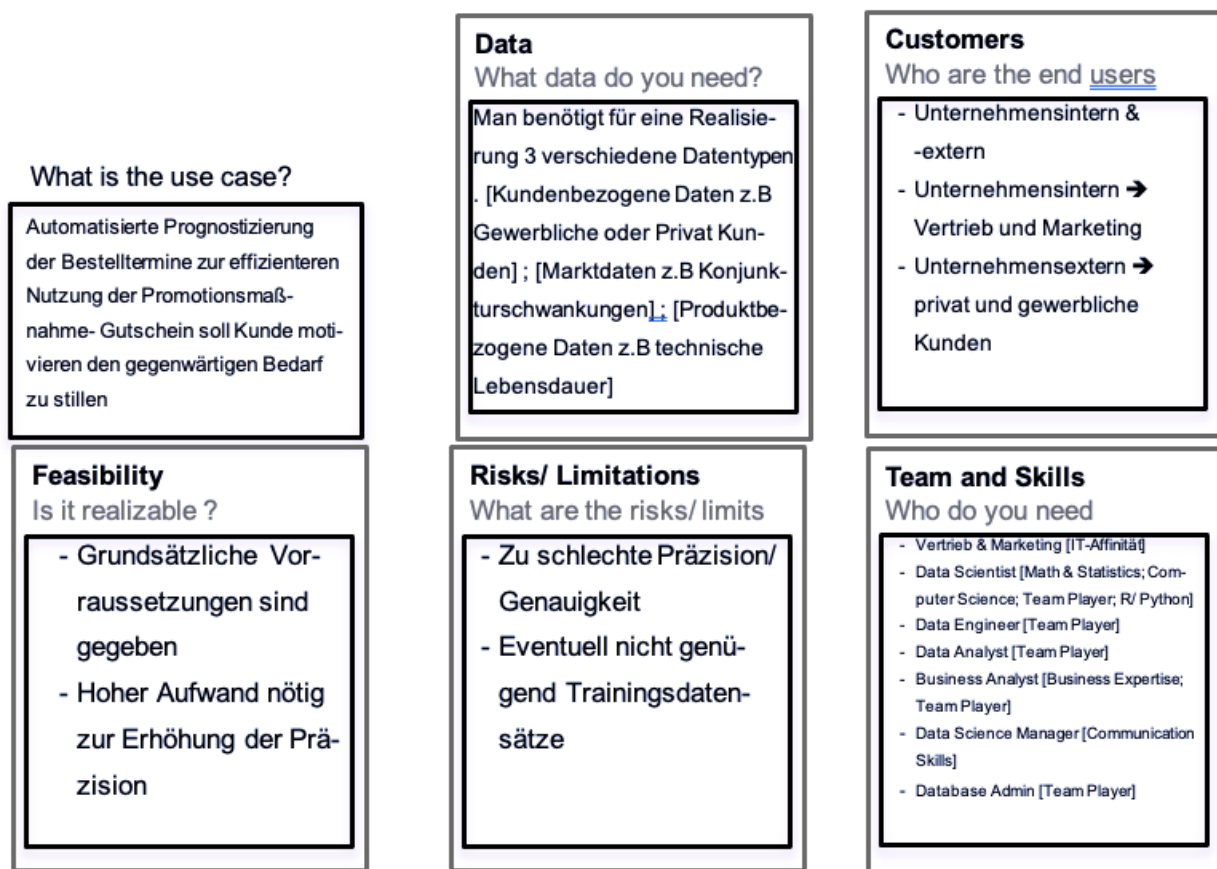 What is the use case?
Automatisierte Prognostizierung
der Bestelltermine zur effizienteren
Nutzung der Promotionsmaß-
nahme- Gutschein soll Kunde moti-
vieren den gegenwärtigen Bedarf
zu stillen
Data
What data do you need?
Man benötigt für eine Realisie-
rung 3 verschiedene Datentypen
. [Kundenbezogene Daten z.B
Gewerbliche oder Privat Kun-
den] ; [Marktdaten z.B Konjunk-
turschwankungen] ; [Produktbe-
zogene Daten z.B technische
Lebensdauer]
Customers
Who are the end users
- Unternehmensintern &
-extern
- Unternehmensintern ➔
Vertrieb und Marketing
- Unternehmensextern ➔
privat und gewerbliche
Kunden
Feasibility
Is it realizable ?
- Grundsätzliche Vor-
raussetzungen sind
gegeben
- Hoher Aufwand nötig
zur Erhöhung der Prä-
zision
Risks/ Limitations
What are the risks/ limits
- Zu schlechte Präzision/
Genauigkeit
- Eventuell nicht genü-
gend Trainingsdaten-
sätze
Team and Skills
Who do you need
- Vertrieb & Marketing [IT-Affinität]
- Data Scientist [Math & Statistics; Com-
puter Science; Team Player; R/ Python]
- Data Engineer [Team Player]
- Data Analyst [Team Player]
- Business Analyst [Business Expertise;
Team Player]
- Data Science Manager [Communication
Skills]
- Database Admin [Team Player]